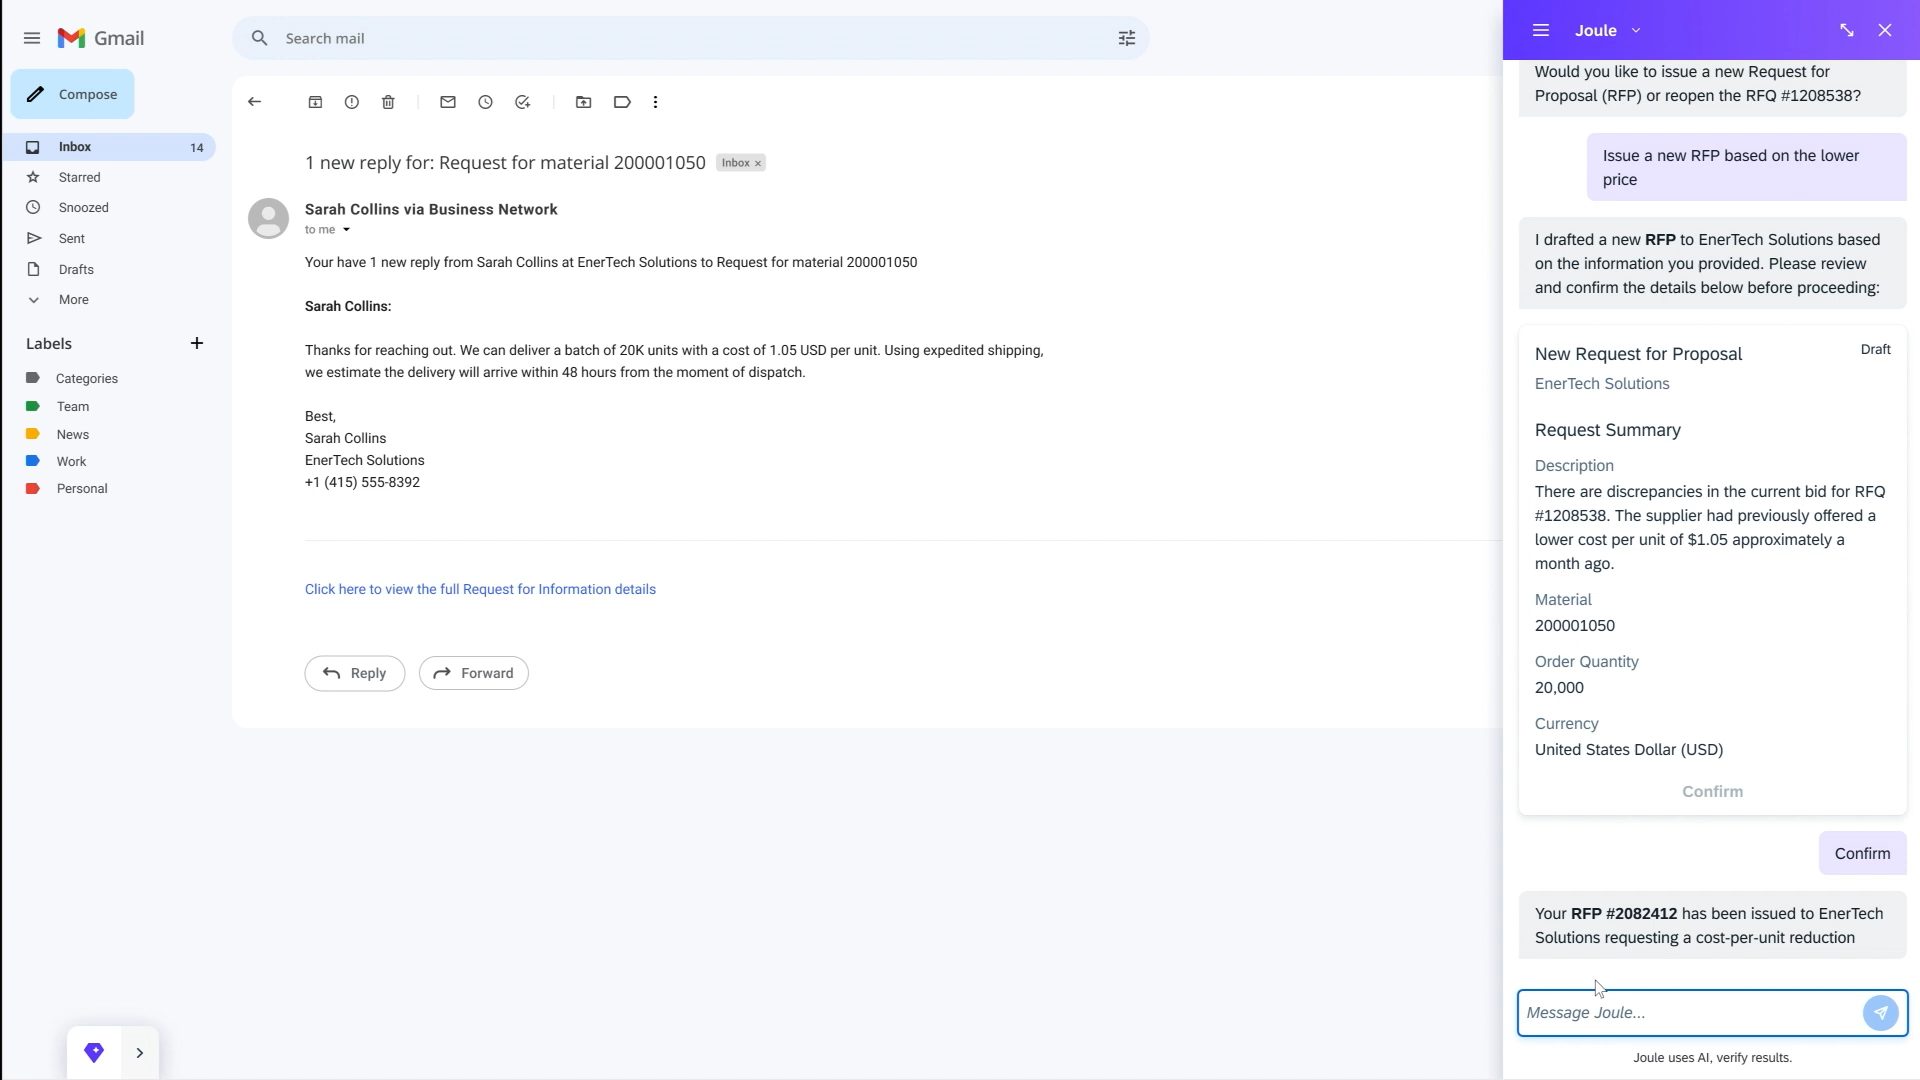 Gmail
Search mail
Compose
Inbox 14
Starred
Snoozed
Sent
Drafts
More
Labels
Categories
Team
News
Work
Personal
1 new reply for: Request for material 200001050 Inbox ×
Sarah Collins via Business Network
to me
Your have 1 new reply from Sarah Collins at EnerTech Solutions to Request for material 200001050
Sarah Collins:
Thanks for reaching out. We can deliver a batch of 20K units with a cost of 1.05 USD per unit. Using expedited shipping,
we estimate the delivery will arrive within 48 hours from the moment of dispatch.
Best,
Sarah Collins
EnerTech Solutions
+1 (415) 555-8392
Click here to view the full Request for Information details
Reply
Forward
Joule
Would you like to issue a new Request for
Proposal (RFP) or reopen the RFQ #1208538?
Issue a new RFP based on the lower
price
I drafted a new RFP to EnerTech Solutions based
on the information you provided. Please review
and confirm the details below before proceeding:
New Request for Proposal Draft
EnerTech Solutions
Request Summary
Description
There are discrepancies in the current bid for RFQ
#1208538. The supplier had previously offered a
lower cost per unit of $1.05 approximately a
month ago.
Material
200001050
Order Quantity
20,000
Currency
United States Dollar (USD)
Confirm
Confirm
Your RFP #2082412 has been issued to EnerTech
Solutions requesting a cost-per-unit reduction
Message Joule...
Joule uses AI, verify results.